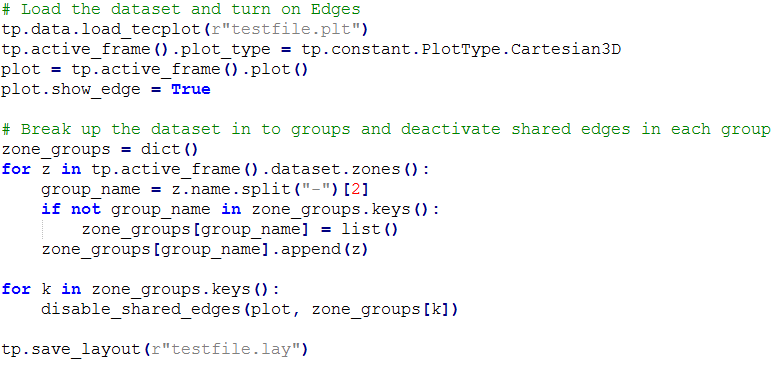 # Load the dataset and turn on Edges
tp.data.load_tecplot(r"testfile.plt")
tp.active_frame().plot_type = tp.constant.PlotType.Cartesian3D
plot = tp.active_frame().plot()
plot.show_edge = True

# Break up the dataset in to groups and deactivate shared edges in each group
zone_groups = dict()
for z in tp.active_frame().dataset.zones():
    group_name = z.name.split("-")[2]
    if not group_name in zone_groups.keys():
        zone_groups[group_name] = list()
    zone_groups[group_name].append(z)

for k in zone_groups.keys():
    disable_shared_edges(plot, zone_groups[k])

tp.save_layout(r"testfile.lay")